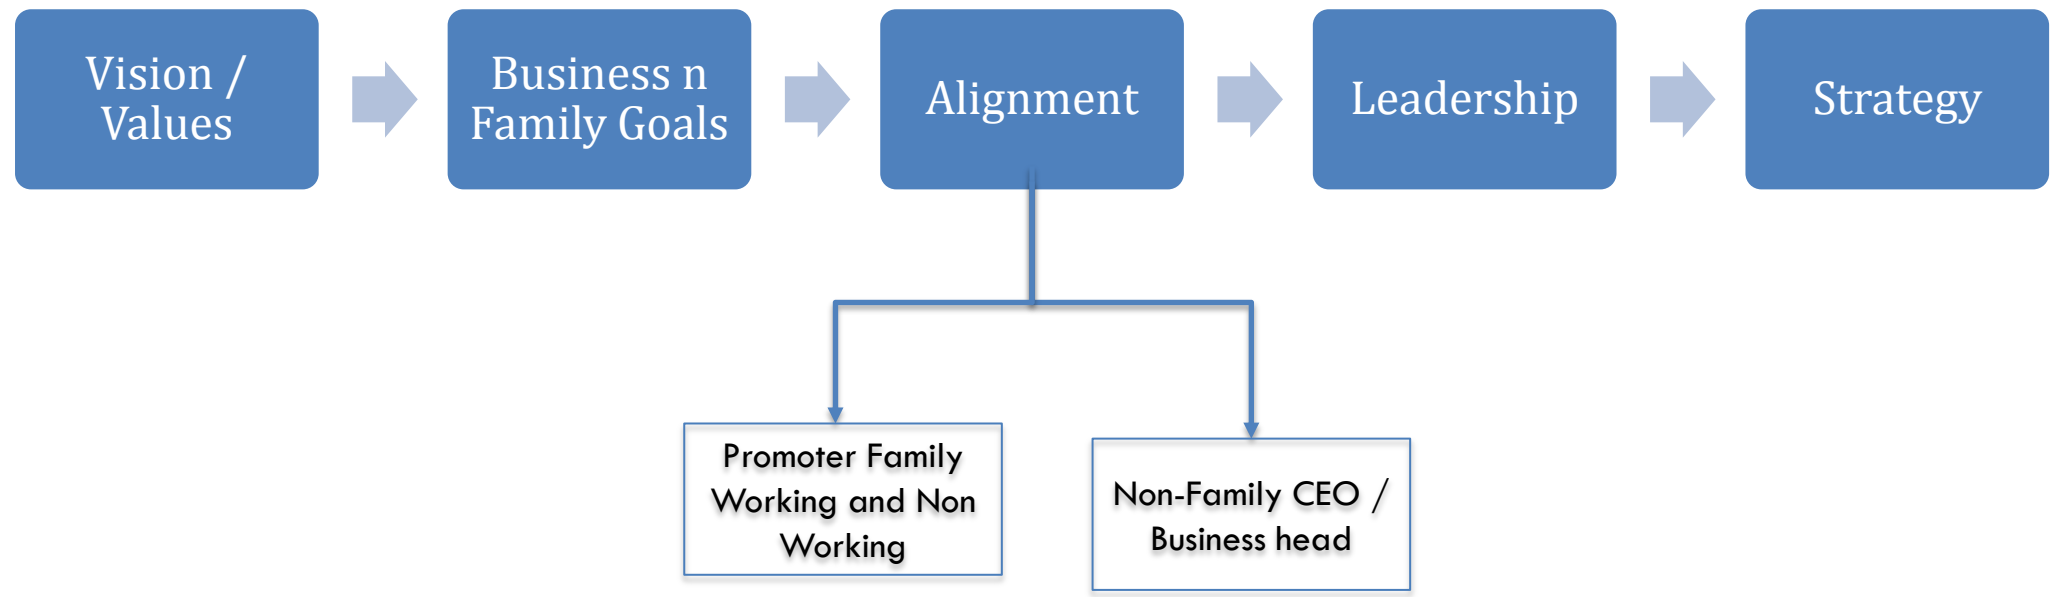 Vision /
Values
Business n
Family Goals
Alignment
Leadership
Strategy
Promoter Family
Working and Non
Working
Non-Family CEO /
Business head